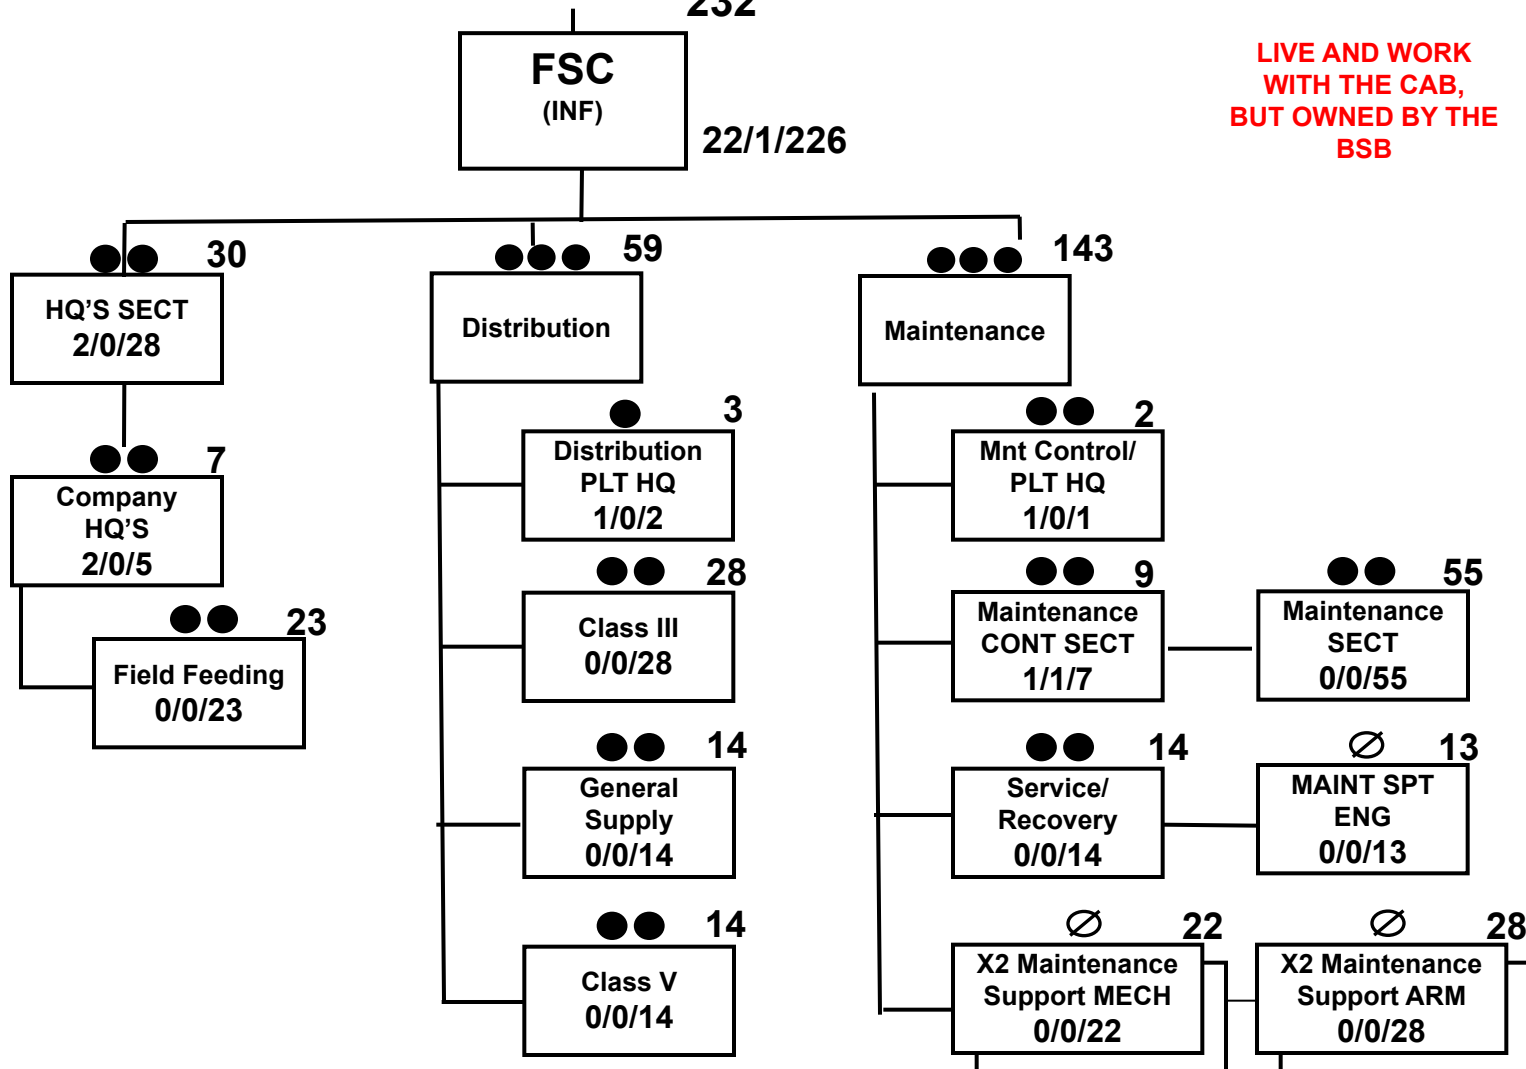 232
FSC
(INF)
22/1/226
LIVE AND WORK
WITH THE CAB,
BUT OWNED BY THE
BSB
30
HQ’S SECT
2/0/28
7
Company
HQ'S
2/0/5
23
Field Feeding
0/0/23
59
Distribution
3
Distribution
PLT HQ
1/0/2
28
Class III
0/0/28
14
General
Supply
0/0/14
14
Class V
0/0/14
143
Maintenance
2
Mnt Control/
PLT HQ
1/0/1
9
Maintenance
CONT SECT
1/1/7
55
Maintenance
SECT
0/0/55
14
Service/
Recovery
0/0/14
13
MAINT SPT
ENG
0/0/13
22
X2 Maintenance
Support MECH
0/0/22
28
X2 Maintenance
Support ARM
0/0/28